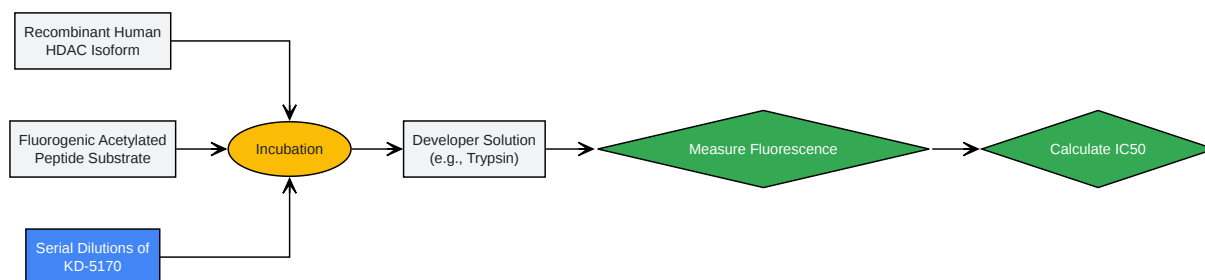 Recombinant Human
HDAC Isoform
Fluorogenic Acetylated
Peptide Substrate
Serial Dilutions of
KD-5170
Incubation
Developer Solution
(e.g., Trypsin)
Measure Fluorescence
Calculate IC50